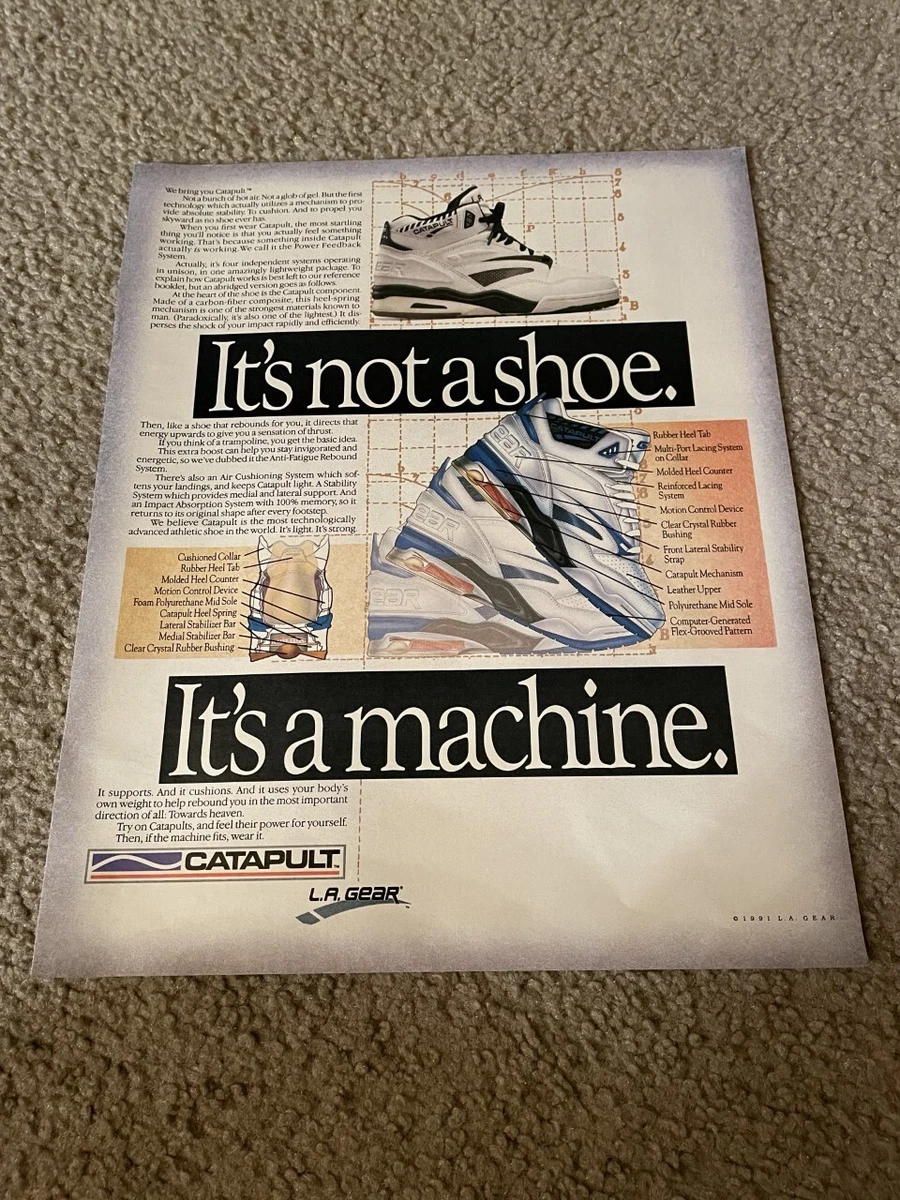 We bring you Catapult.™
Not a bunch of hot air. Not a glob of gel. But the first
technology which actually utilizes a mechanism to pro-
vide absolute stability. To cushion. And to propel you
skyward as no shoe ever has.
When you first wear Catapult, the most startling
thing you'll notice is that you actually feel something
working. That's because something inside Catapult
actually is working. We call it the Power Feedback
System.
Actually, it's four independent systems operating
in unison, in one amazingly lightweight package. To
explain how Catapult works is best left to our reference
booklet, but an abridged version goes as follows.
At the heart of the shoe is the Catapult component.
Made of a carbon-fiber composite, this heel-spring
mechanism is one of the strongest materials known to
man. (Paradoxically, it's also one of the lightest.) It dis-
perses the shock of your impact rapidly and efficiently.
CATAPULT
It's not a shoe.
Then, like a shoe that rebounds for you, it directs that
energy upwards to give you a sensation of thrust.
If you think of a trampoline, you get the basic idea.
This extra boost can help you stay invigorated and
energetic, so we've dubbed it the Anti-Fatigue Rebound
System.
There's also an Air Cushioning System which sof-
tens your landings, and keeps Catapult light. A Stability
System which provides medial and lateral support. And
an Impact Absorption System with 100% memory, so it
returns to its original shape after every footstep.
We believe Catapult is the most technologically
advanced athletic shoe in the world. It's light. It's strong.
CATAPULT
Rubber Heel Tab
Multi-Port Lacing System
on Collar
Molded Heel Counter
Reinforced Lacing
System
Motion Control Device
Clear Crystal Rubber
Bushing
Front Lateral Stability
Strap
Catapult Mechanism
Leather Upper
Polyurethane Mid Sole
Computer-Generated
Flex-Grooved Pattern
Cushioned Collar
Rubber Heel Tab
Molded Heel Counter
Motion Control Device
Foam Polyurethane Mid Sole
Catapult Heel Spring
Lateral Stabilizer Bar
Medial Stabilizer Bar
Clear Crystal Rubber Bushing
It's a machine.
It supports. And it cushions. And it uses your body's
own weight to help rebound you in the most important
direction of all: Towards heaven.
Try on Catapults, and feel their power for yourself.
Then, if the machine fits, wear it.
CATAPULT™
L.A. GEAR®
©1991 L.A. GEAR